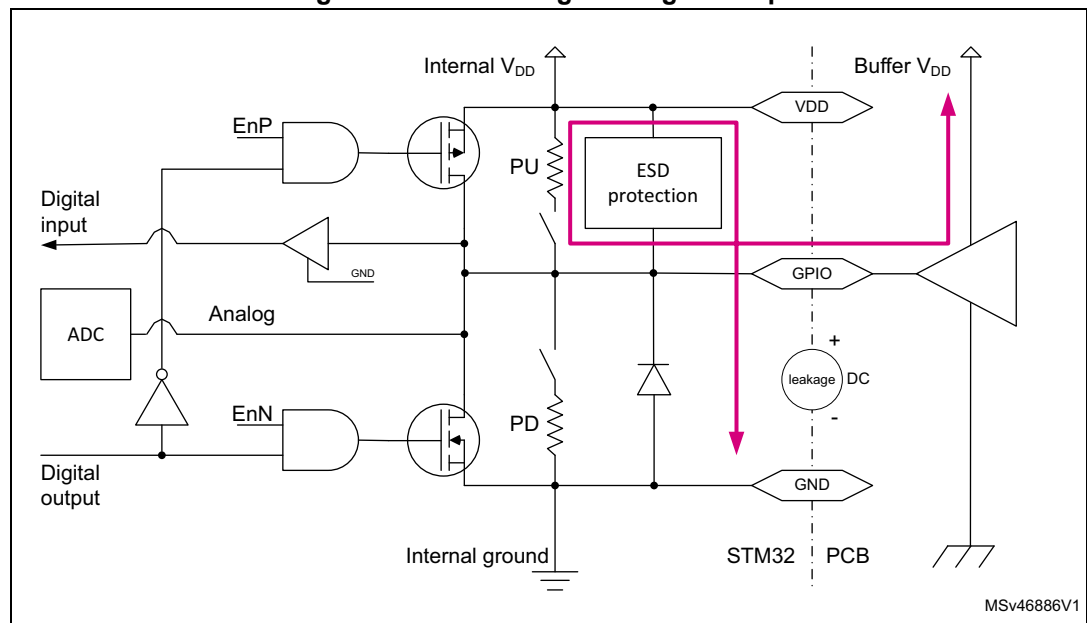 Internal VDD
Buffer VDD
VDD
EnP
PU
ESD
protection
Digital
input
GND
GPIO
ADC
Analog
+
leakage
DC
-
EnN
PD
Digital
output
GND
Internal ground
STM32
PCB
MSv46886V1